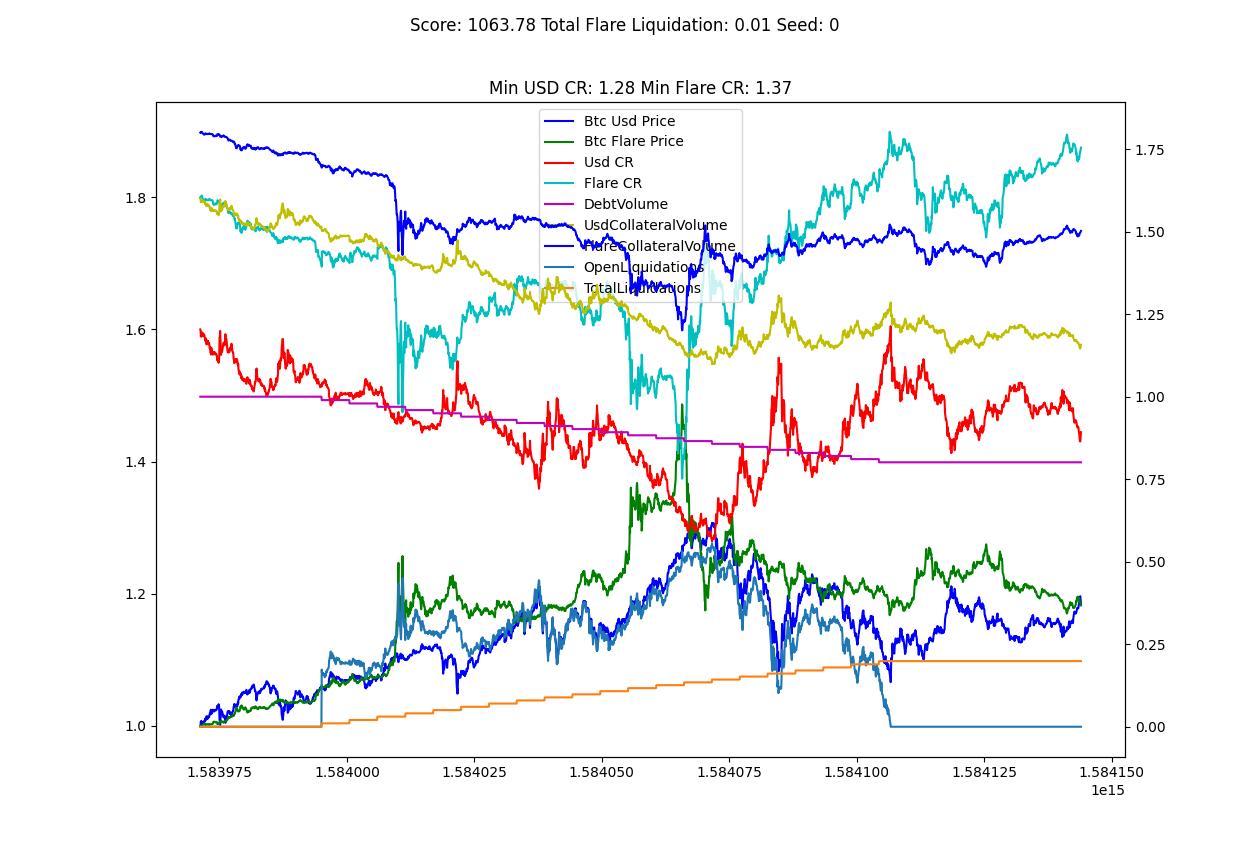 Score: 1063.78 Total Flare Liquidation: 0.01 Seed: 0
Min USD CR: 1.28 Min Flare CR: 1.37
Btc Usd Price
Btc Flare Price
Usd CR
Flare CR
DebtVolume
UsdCollateralVolume
FlareCollateralVolume
OpenLiquidations
TotalLiquidations
1.8
1.6
1.4
1.2
1.0
1.75
1.50
1.25
1.00
0.75
0.50
0.25
0.00
1.583975 1.584000 1.584025 1.584050 1.584075 1.584100 1.584125 1.584150
1e15